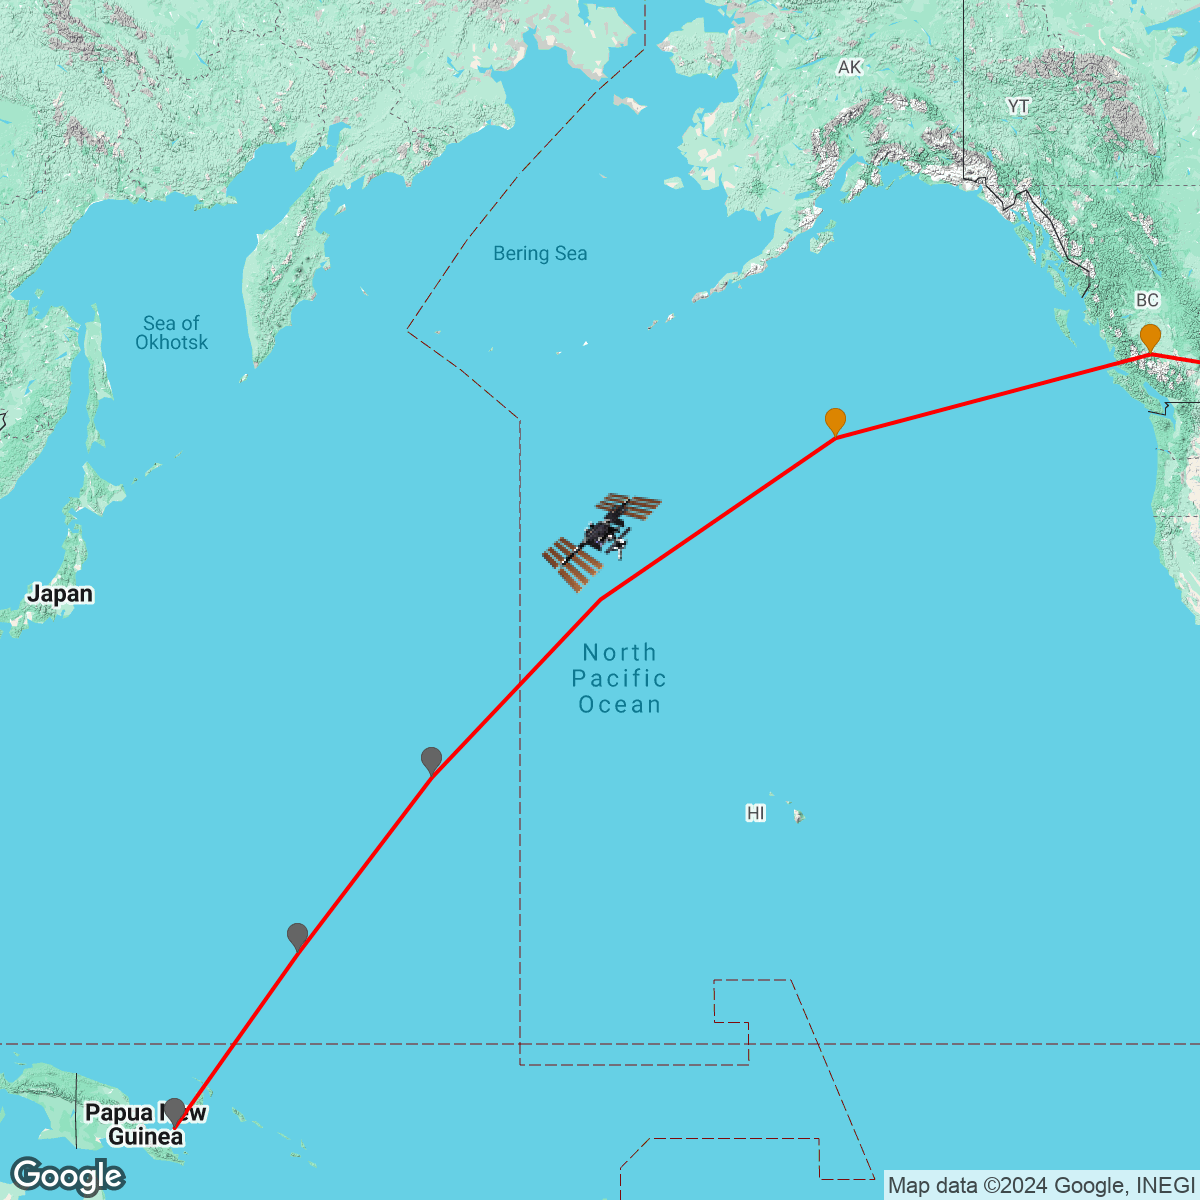 AK
YT
Bering Sea
BC
Sea of
Okhotsk
Japan
North
Pacific
Ocean
HI
Papua New
Guinea
Google
Map data ©2024 Google, INEGI